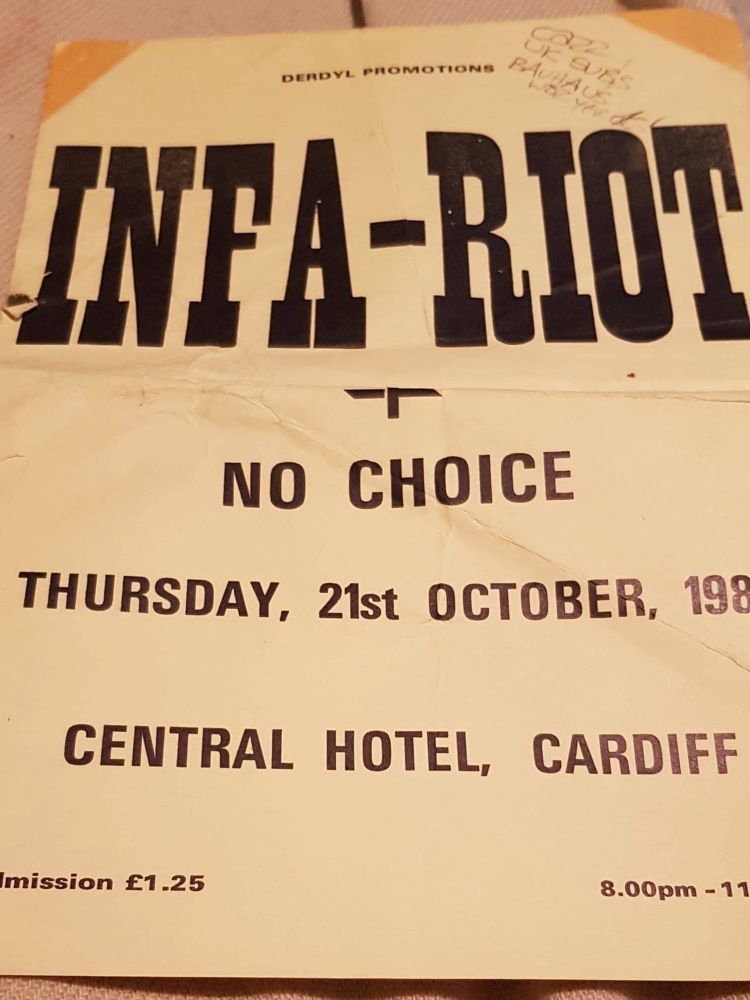 DERDYL PROMOTIONS
UK SUBS
BAUHAUS
INFA-RIOT
+
NO CHOICE
THURSDAY, 21st OCTOBER, 198
CENTRAL HOTEL, CARDIFF
mission £1.25
8.00pm - 11